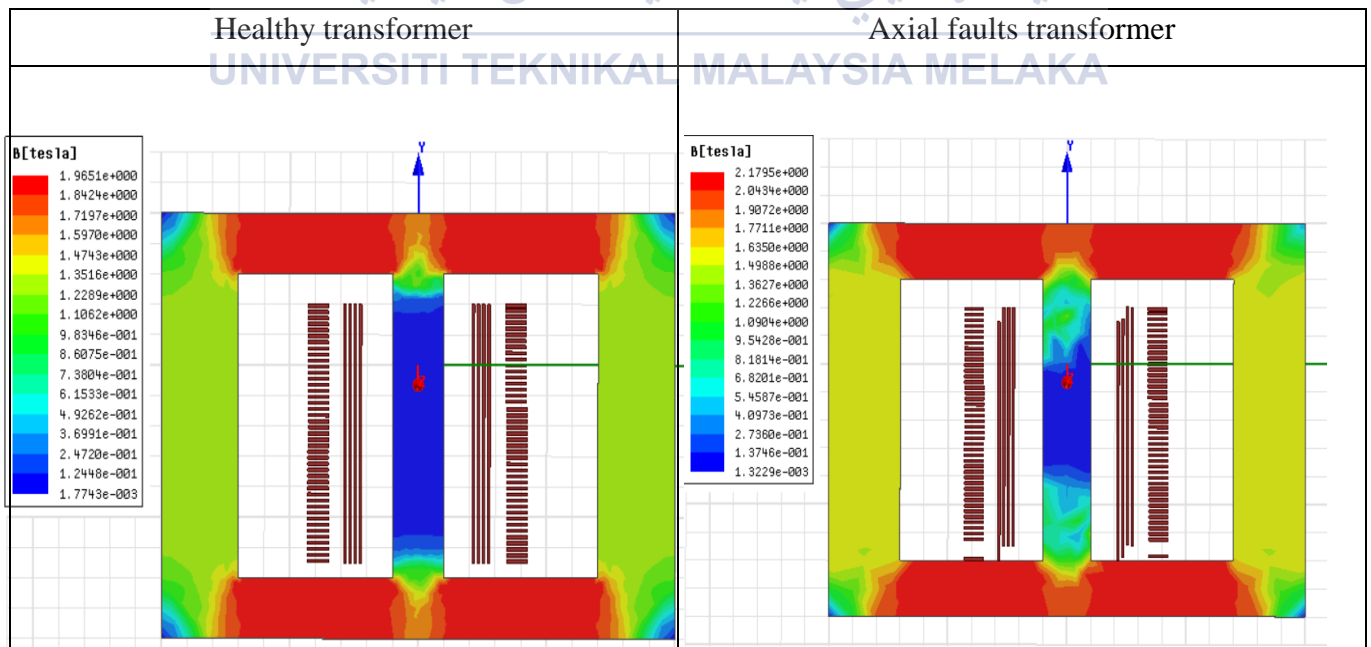 Healthy transformer
Axial faults transformer
UNIVERSITI TEKNIKAL MALAYSIA MELAKA
B[tesla]
1.9651e+000
1.8424e+000
1.7197e+000
1.5970e+000
1.4743e+000
1.3516e+000
1.2289e+000
1.1062e+000
9.8346e-001
8.6075e-001
7.3804e-001
6.1533e-001
4.9262e-001
3.6991e-001
2.4720e-001
1.2448e-001
1.7743e-003
Y
B[tesla]
2.1795e+000
2.0434e+000
1.9072e+000
1.7711e+000
1.6350e+000
1.4988e+000
1.3627e+000
1.2266e+000
1.0904e+000
9.5428e-001
8.1814e-001
6.8201e-001
5.4587e-001
4.0973e-001
2.7360e-001
1.3746e-001
1.3229e-003
Y